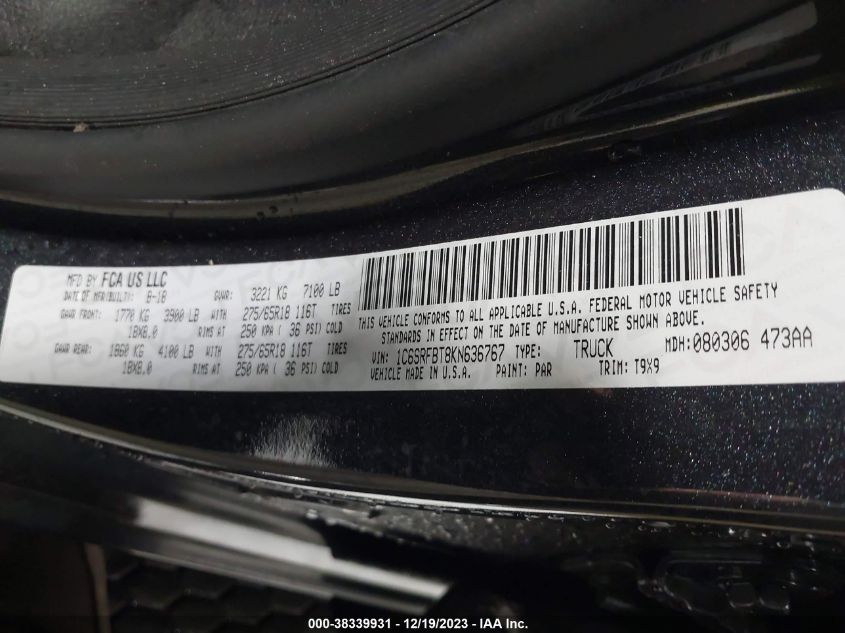 MFD BY FCA US LLC
DATE OF MFR/BUILT: 8-18 GVWR: 3221 KG 7100 LB
GAWR FRONT: 1770 KG 3900 LB WITH 275/65R18 116T TIRES
18X8.0 RIMS AT 250 KPA ( 36 PSI) COLD
GAWR REAR: 1860 KG 4100 LB WITH 275/65R18 116T TIRES
18X8.0 RIMS AT 250 KPA ( 36 PSI) COLD
THIS VEHICLE CONFORMS TO ALL APPLICABLE U.S.A. FEDERAL MOTOR VEHICLE SAFETY
STANDARDS IN EFFECT ON THE DATE OF MANUFACTURE SHOWN ABOVE.
VIN: 1C6SRFBT8KN636767 TYPE: TRUCK MDH: 080306 473AA
VEHICLE MADE IN U.S.A. PAINT: PAR TRIM: T9X9
000-38339931 - 12/19/2023 - IAA Inc.